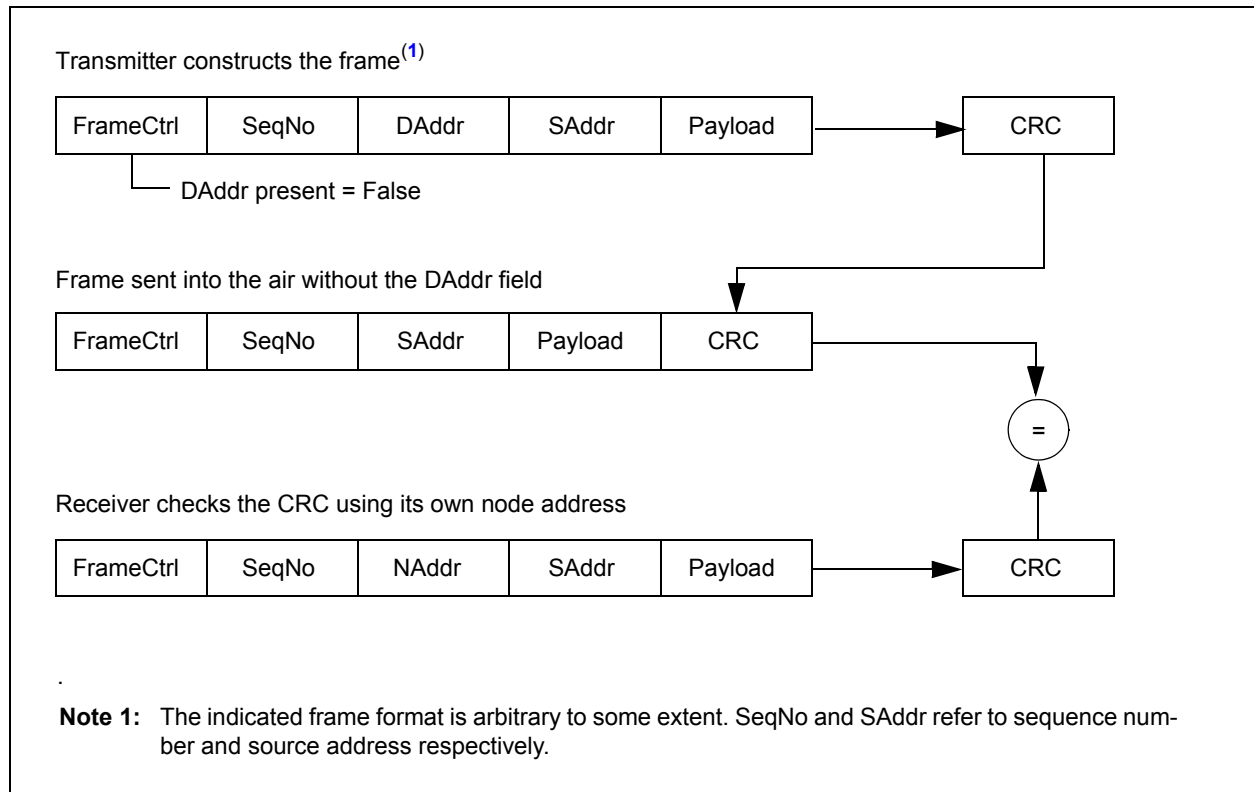 Transmitter constructs the frame(1)
FrameCtrl SeqNo DAddr SAddr Payload CRC
DAddr present = False
Frame sent into the air without the DAddr field
FrameCtrl SeqNo SAddr Payload CRC
=
Receiver checks the CRC using its own node address
FrameCtrl SeqNo NAddr SAddr Payload CRC
.
Note 1: The indicated frame format is arbitrary to some extent. SeqNo and SAddr refer to sequence num-
ber and source address respectively.